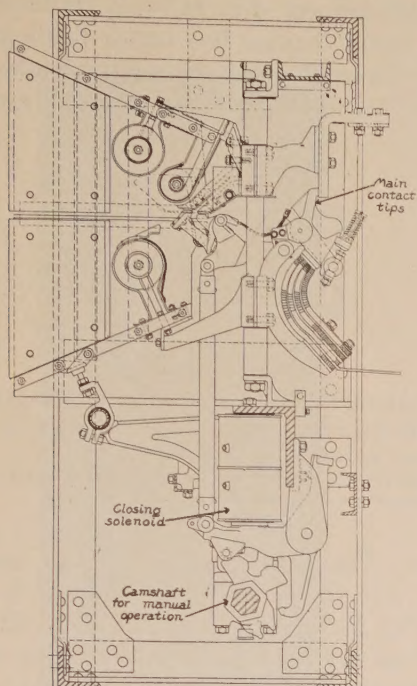 Main
contact
tips
Closing
solenoid
Camshaft
for manual
operation